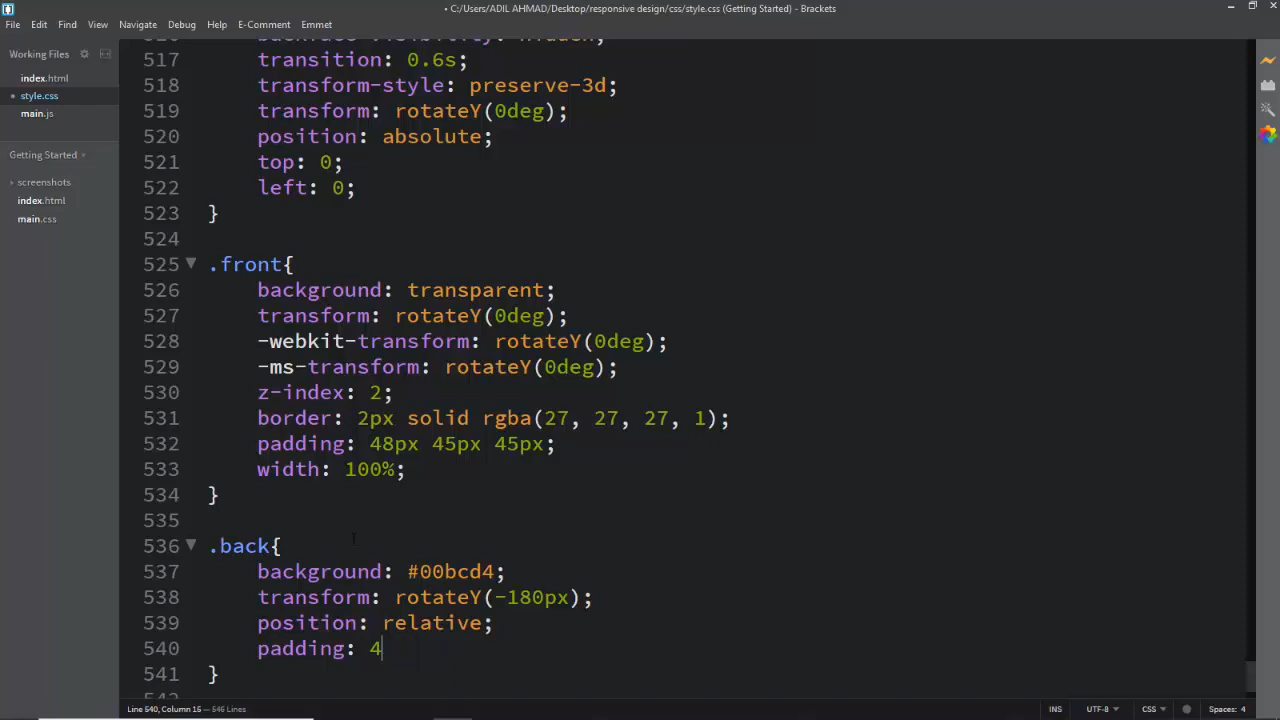 • C:/Users/ADIL AHMAD/Desktop/responsive design/css/style.css (Getting Started) - Brackets
File Edit Find View Navigate Debug Help E-Comment Emmet
Working Files
index.html
• style.css
main.js
Getting Started
screenshots
index.html
main.css
517 transition: 0.6s;
518 transform-style: preserve-3d;
519 transform: rotateY(0deg);
520 position: absolute;
521 top: 0;
522 left: 0;
523 }
524
525 .front{
526 background: transparent;
527 transform: rotateY(0deg);
528 -webkit-transform: rotateY(0deg);
529 -ms-transform: rotateY(0deg);
530 z-index: 2;
531 border: 2px solid rgba(27, 27, 27, 1);
532 padding: 48px 45px 45px;
533 width: 100%;
534 }
535
536 .back{
537 background: #00bcd4;
538 transform: rotateY(-180px);
539 position: relative;
540 padding: 4
541 }
Line 540, Column 15 — 546 Lines
INS UTF-8 CSS Spaces: 4